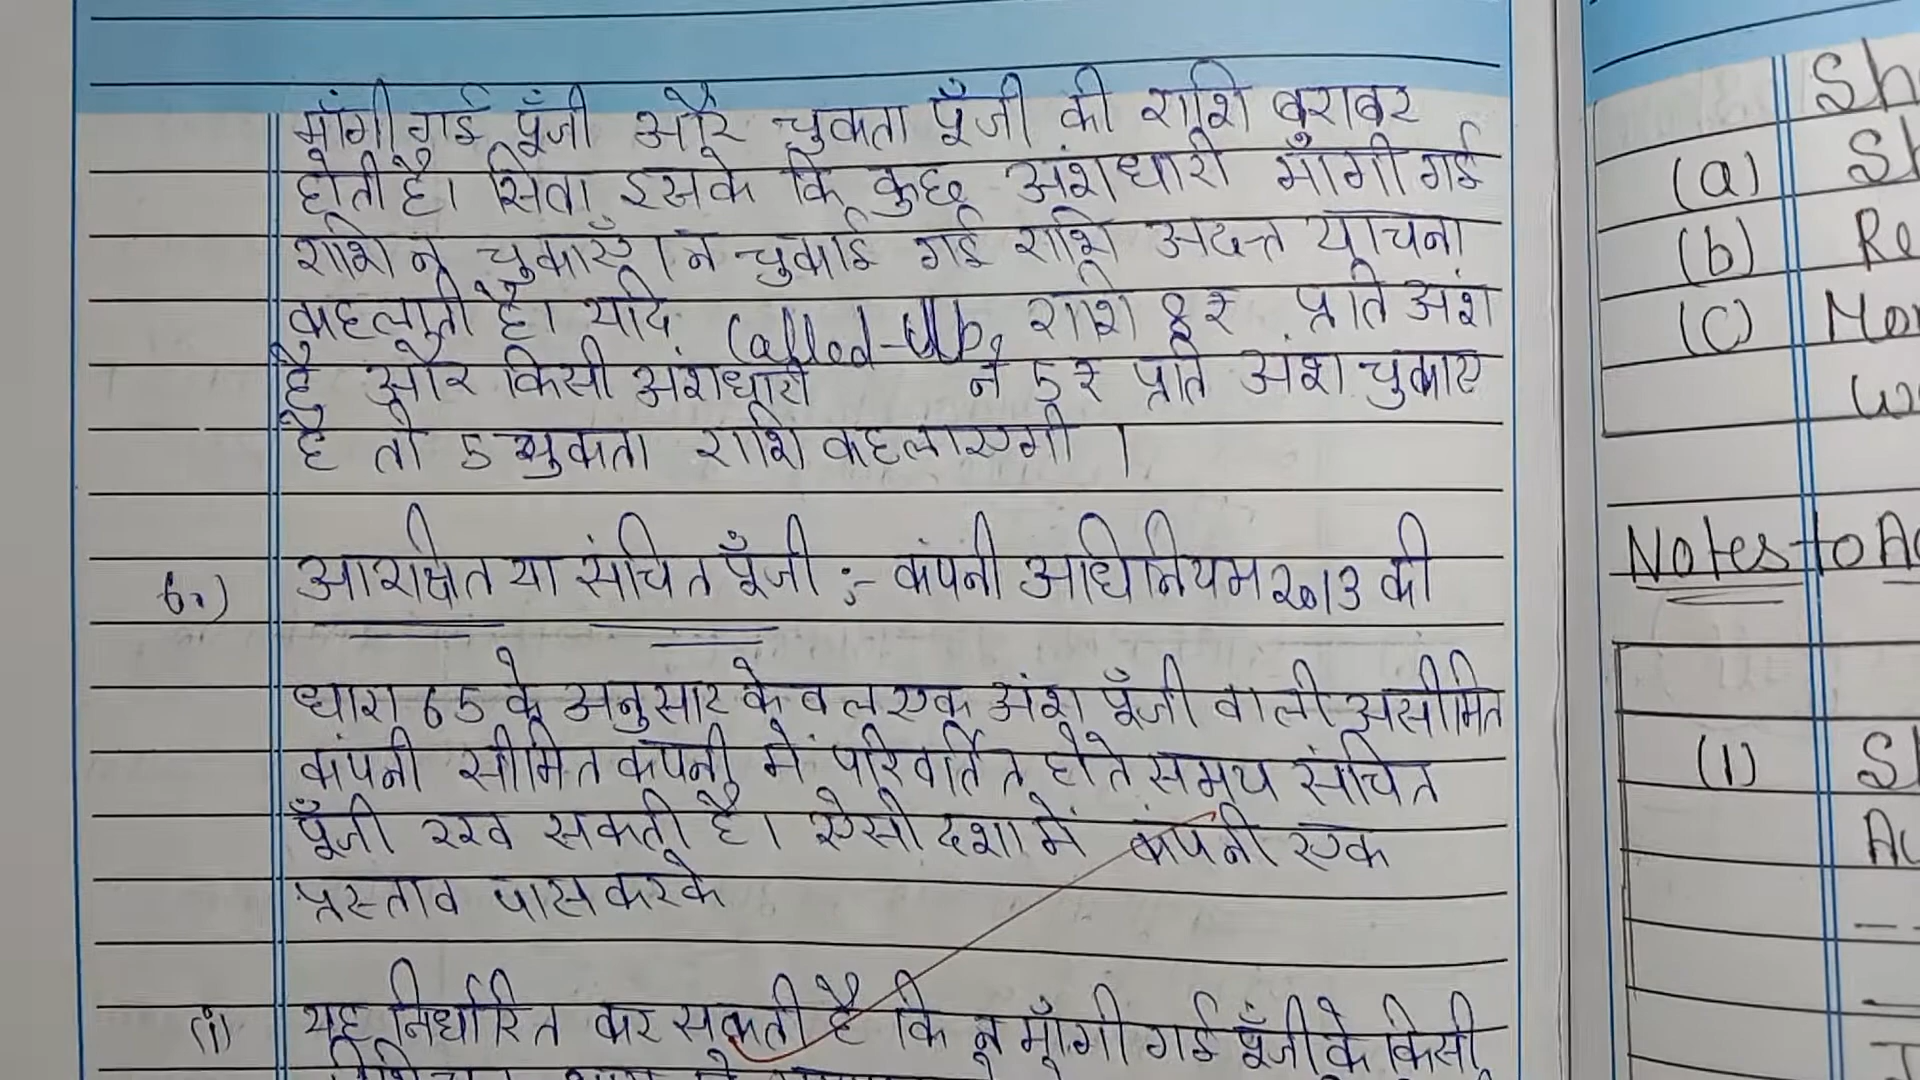 माँगी गई पूँजी और चुकता पूँजी की राशि बराबर
होती है। सिवा इसके कि कुछ अंशधारी माँगी गई
राशि न चुकाएँ। न चुकाई गई राशि अदत्त याचना
कहलाती है। यदि Called-Up राशि 8₹ प्रति अंश
है और किसी अंशधारी ने 5₹ प्रति अंश चुकाए
है तो 5 चुकता राशि कहलाएगी ।
6.) आरक्षित या संचित पूँजी :- कंपनी अधिनियम 2013 की
धारा 65 के अनुसार केवल एक अंश पूँजी वाली असीमित
कंपनी सीमित कंपनी में परिवर्तित होते समय संचित
पूँजी रख सकती है। ऐसी दशा में कंपनी एक
प्रस्ताव पास करके
(i) यह निर्धारित कर सकती है कि न माँगी गई पूँजी के किसी
Sh
(a) Sh
(b) Re
(c) Mon
Notes to Ac
(1) Sh